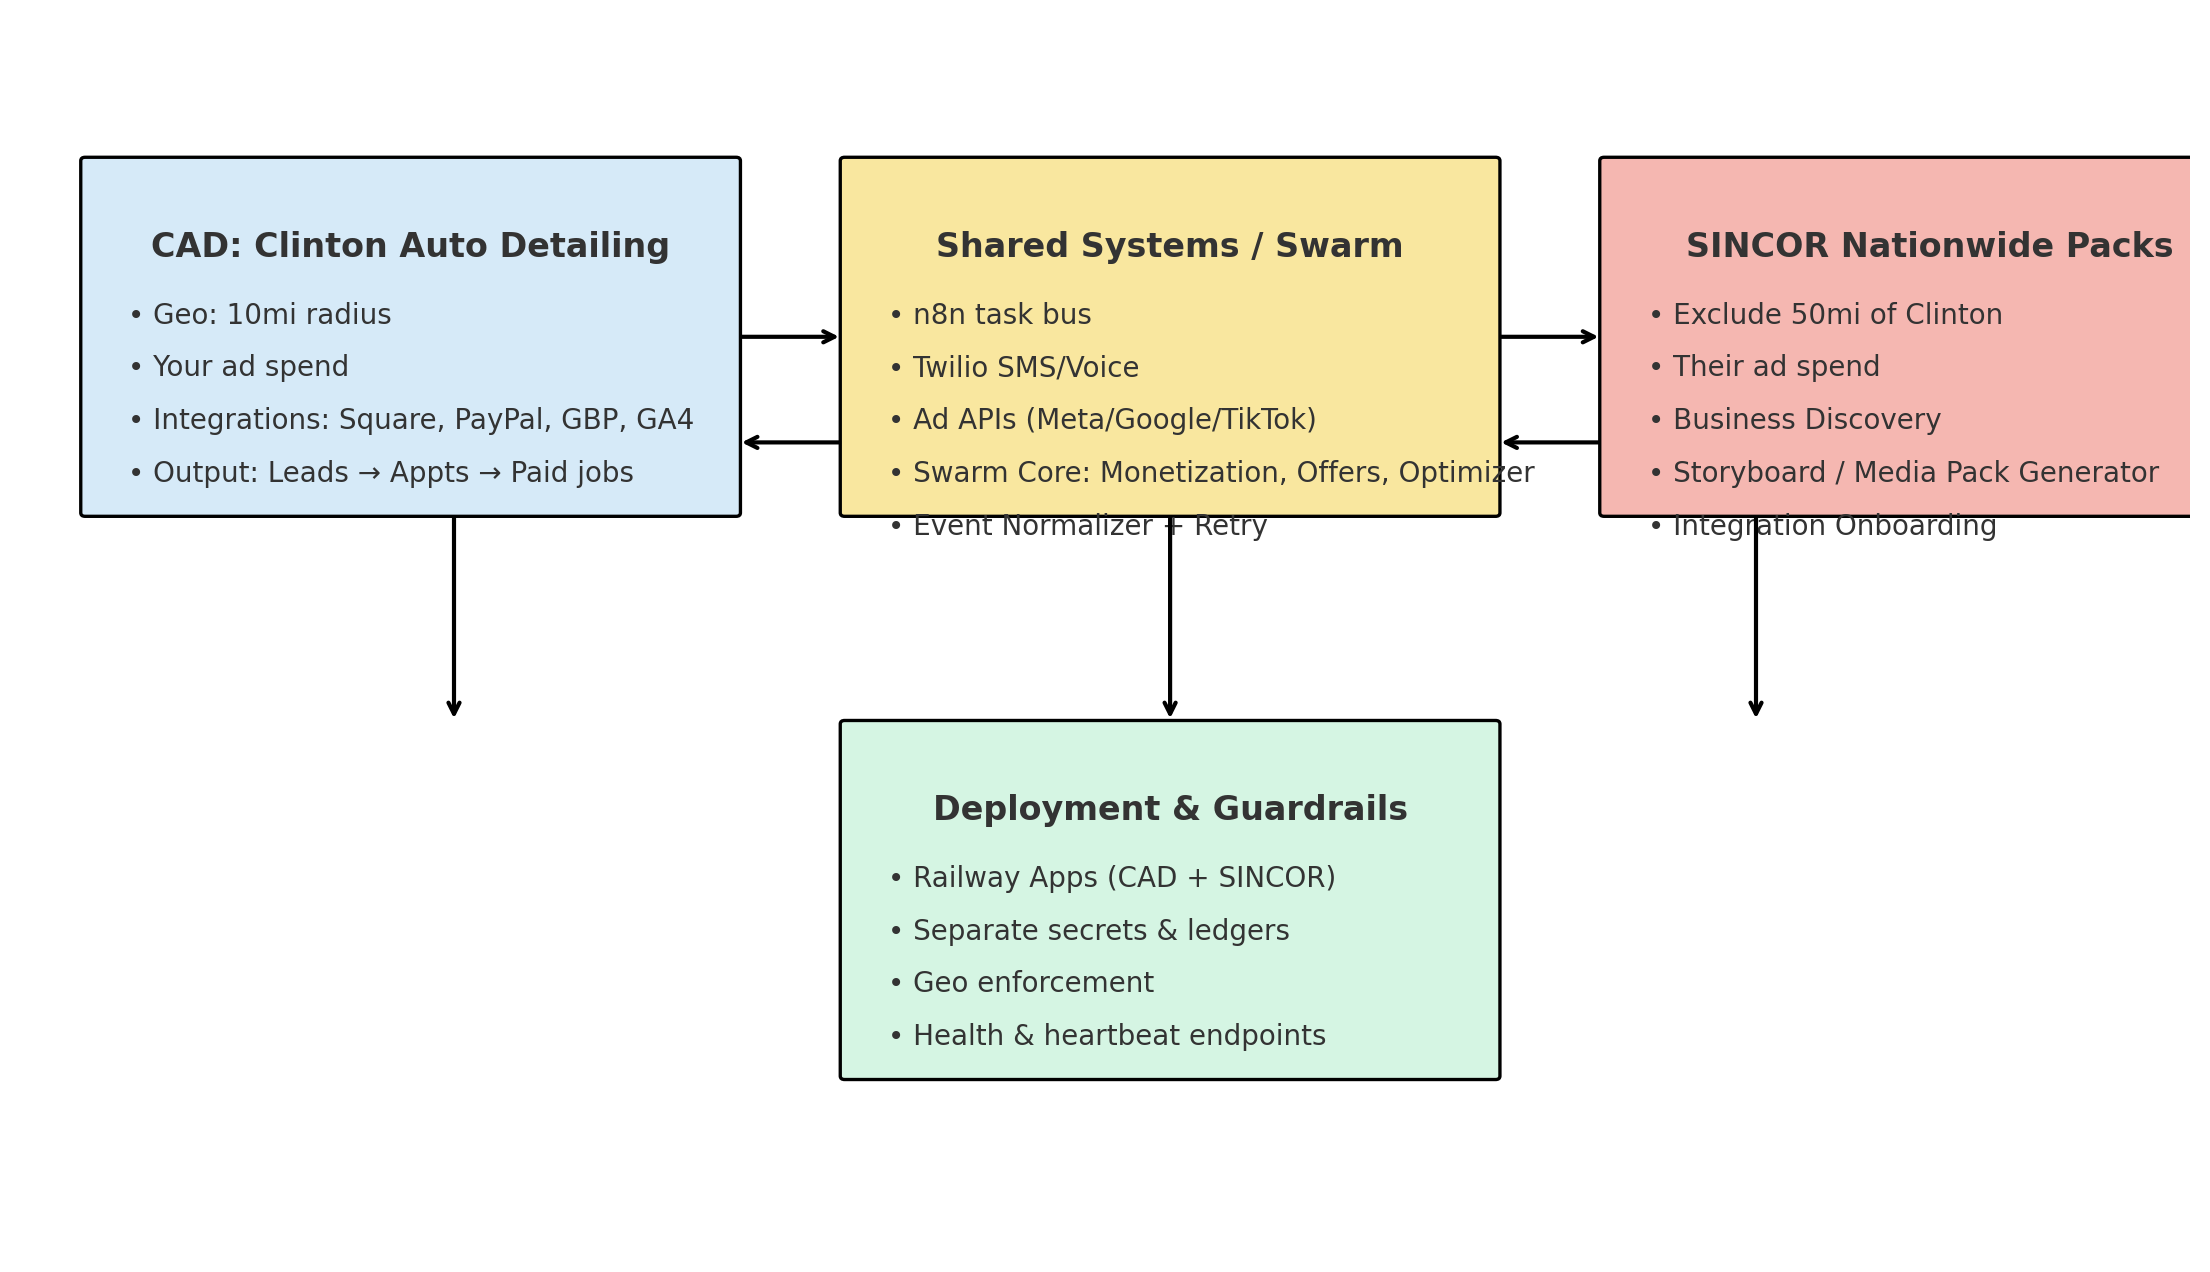 CAD: Clinton Auto Detailing
• Geo: 10mi radius
• Your ad spend
• Integrations: Square, PayPal, GBP, GA4
• Output: Leads → Appts → Paid jobs
Shared Systems / Swarm
• n8n task bus
• Twilio SMS/Voice
• Ad APIs (Meta/Google/TikTok)
• Swarm Core: Monetization, Offers, Optimizer
• Event Normalizer + Retry
SINCOR Nationwide Packs
• Exclude 50mi of Clinton
• Their ad spend
• Business Discovery
• Storyboard / Media Pack Generator
• Integration Onboarding
Deployment & Guardrails
• Railway Apps (CAD + SINCOR)
• Separate secrets & ledgers
• Geo enforcement
• Health & heartbeat endpoints